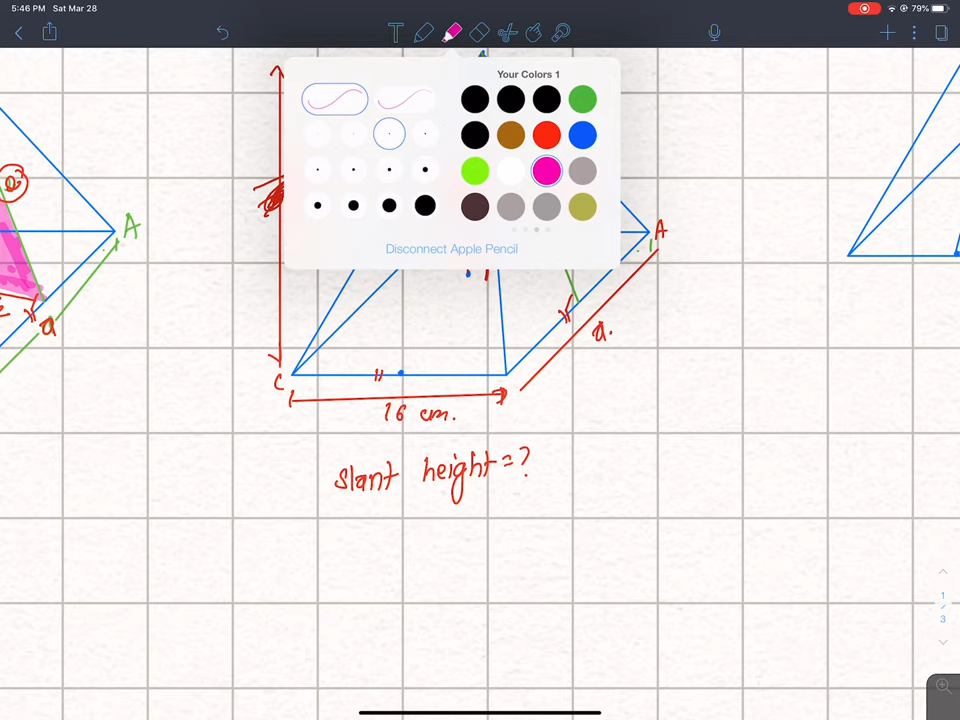 5:46 PM Sat Mar 28
79%
T
Your Colors 1
Disconnect Apple Pencil
A
A
a
a.
C
16 cm.
slant height = ?
1
/
3